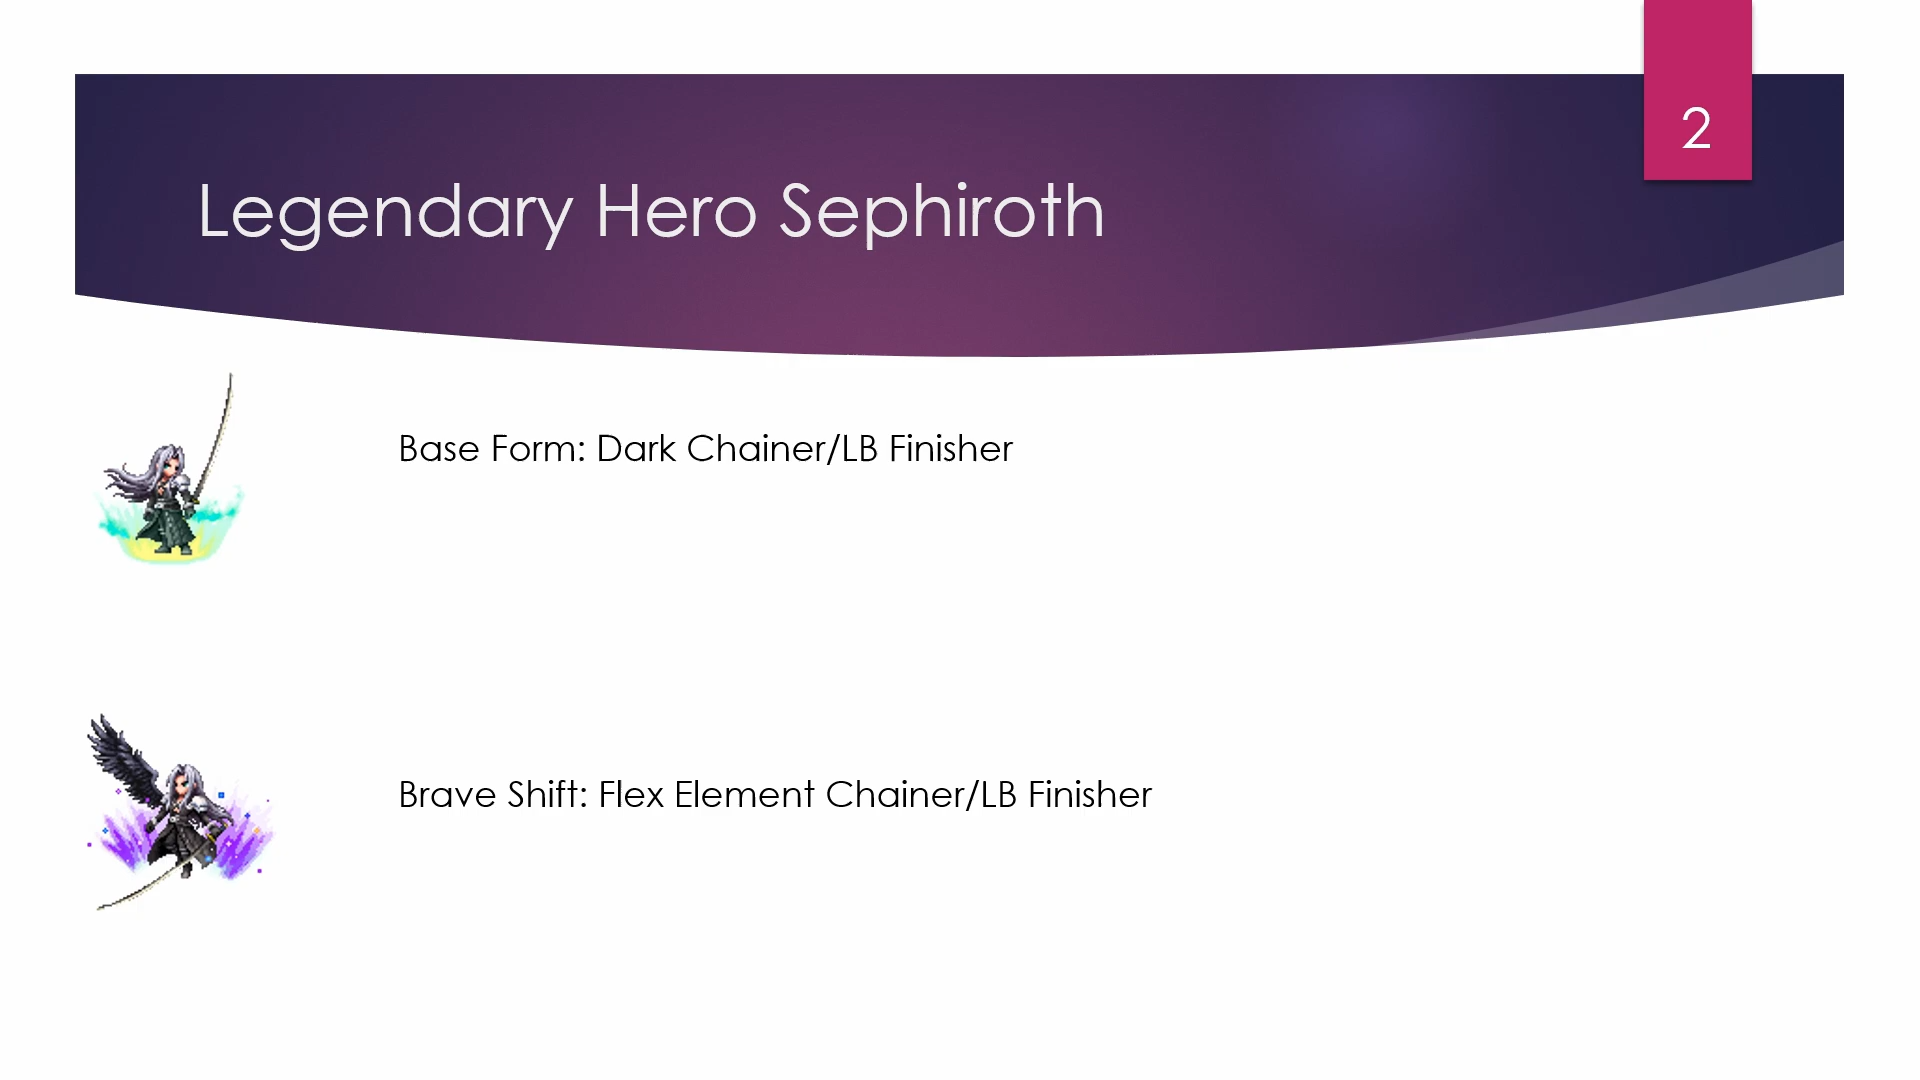 2
Legendary Hero Sephiroth
Base Form: Dark Chainer/LB Finisher
Brave Shift: Flex Element Chainer/LB Finisher